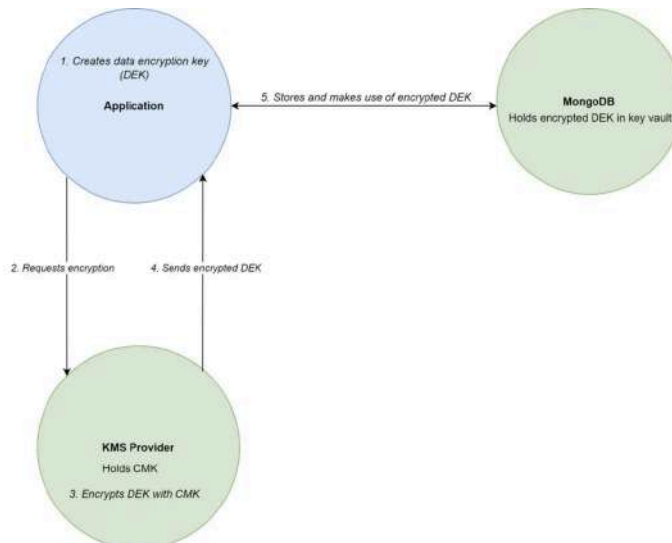 1. Creates data encryption key
(DEK)
Application
5. Stores and makes use of encrypted DEK
MongoDB
Holds encrypted DEK in key vault
2. Requests encryption
4. Sends encrypted DEK
KMS Provider
Holds CMK
3. Encrypts DEK with CMK